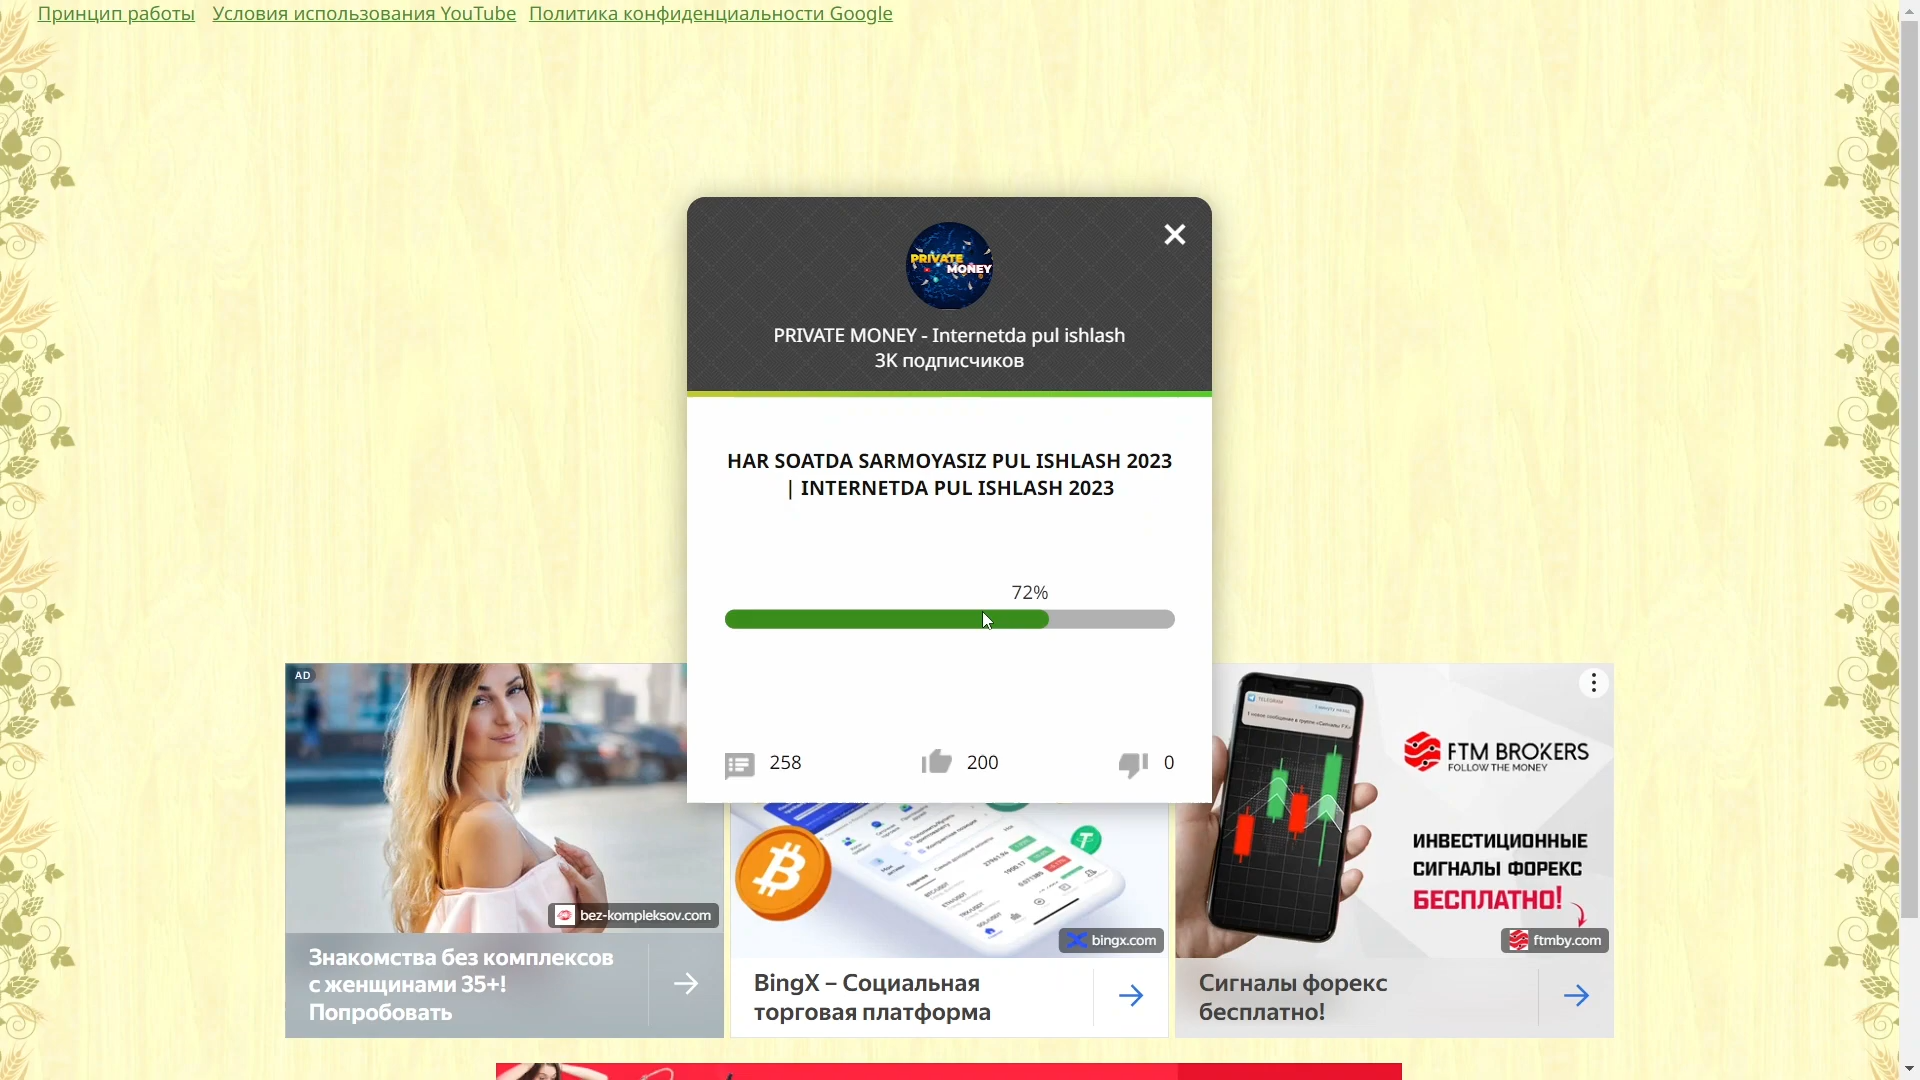 Принцип работы Условия использования YouTube Политика конфиденциальности Google
PRIVATE
MONEY
PRIVATE MONEY - Internetda pul ishlash
3К подписчиков
HAR SOATDA SARMOYASIZ PUL ISHLASH 2023
| INTERNETDA PUL ISHLASH 2023
72%
258 200 0
AD
bez-kompleksov.com
Знакомства без комплексов
с женщинами 35+!
Попробовать
bingx.com
BingX – Социальная
торговая платформа
TELEGRAM
FTM BROKERS
FOLLOW THE MONEY
ИНВЕСТИЦИОННЫЕ
СИГНАЛЫ ФОРЕКС
БЕСПЛАТНО!
ftmby.com
Сигналы форекс
бесплатно!